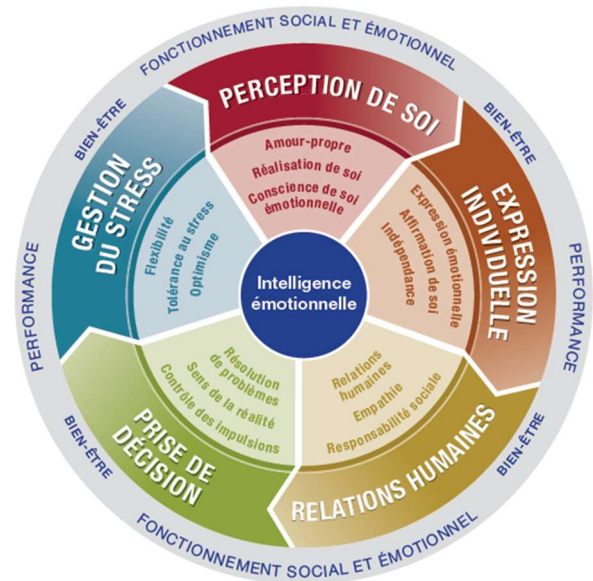 FONCTIONNEMENT SOCIAL ET ÉMOTIONNEL
BIEN-ÊTRE
PERFORMANCE
BIEN-ÊTRE
FONCTIONNEMENT SOCIAL ET ÉMOTIONNEL
BIEN-ÊTRE
PERFORMANCE
BIEN-ÊTRE
PERCEPTION DE SOI
Amour-propre
Réalisation de soi
Conscience de soi
émotionnelle
EXPRESSION
INDIVIDUELLE
Expression émotionnelle
Affirmation de soi
Indépendance
RELATIONS HUMAINES
Relations
humaines
Empathie
Responsabilité sociale
PRISE DE
DÉCISION
Résolution
de problèmes
Sens de la réalité
Contrôle des impulsions
GESTION
DU STRESS
Flexibilité
Tolérance au stress
Optimisme
Intelligence
émotionnelle